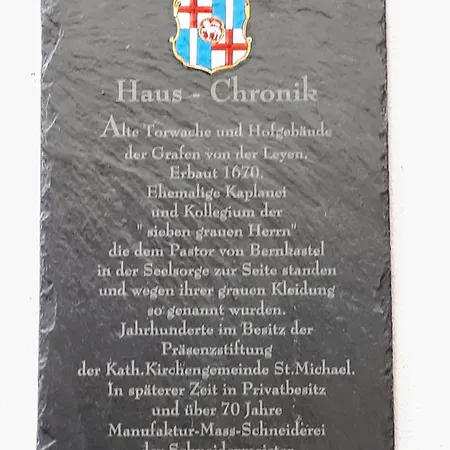 Haus - Chronik
Alte Torwache und Hofgebäude
der Grafen von der Leyen.
Erbaut 1670.
Ehemalige Kaplanei
und Kollegium der
" sieben grauen Herrn"
die dem Pastor von Bernkastel
in der Seelsorge zur Seite standen
und wegen ihrer grauen Kleidung
so genannt wurden.
Jahrhunderte im Besitz der
Präsenzstiftung
der Kath.Kirchengemeinde St.Michael.
In späterer Zeit in Privatbesitz
und über 70 Jahre
Manufaktur-Mass-Schneiderei
der Schneidermeister